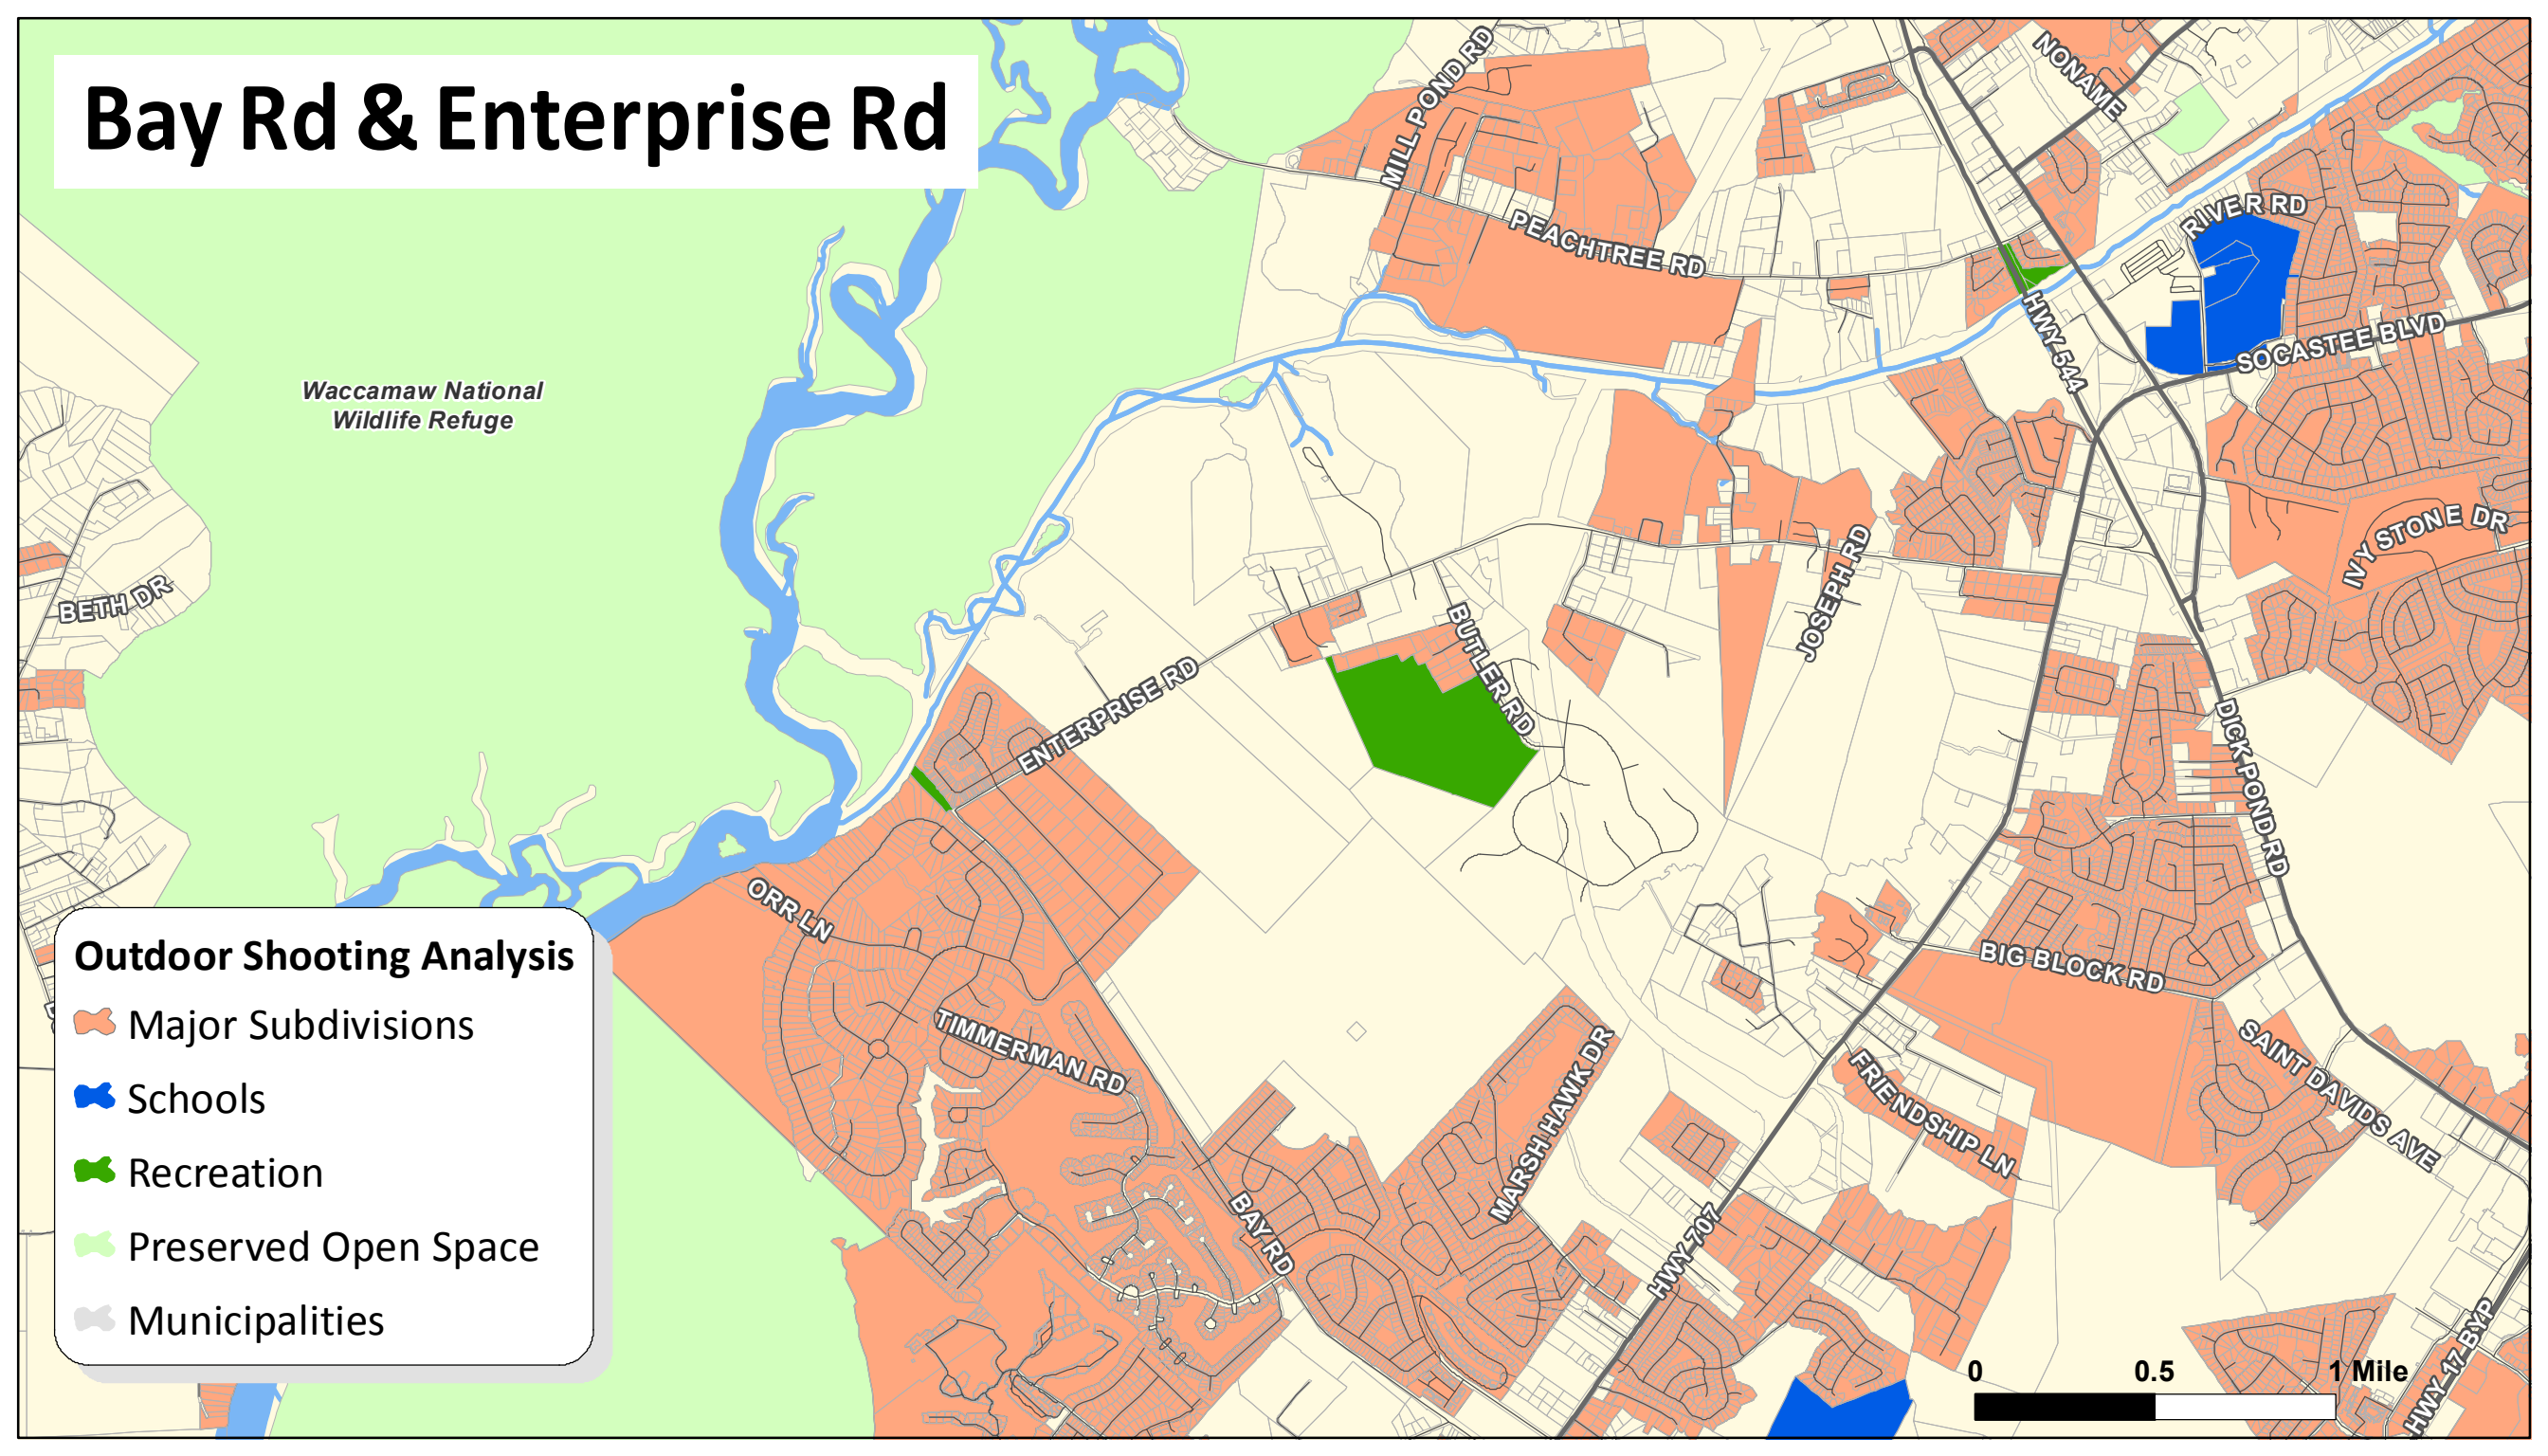 Bay Rd & Enterprise Rd
MILL POND RD
NONAME
PEACHTREE RD
RIVER RD
HWY 544
SOCASTEE BLVD
Waccamaw National
Wildlife Refuge
IVY STONE DR
BETH DR
JOSEPH RD
BUTLER RD
ENTERPRISE RD
DICK POND RD
ORR LN
BIG BLOCK RD
TIMMERMAN RD
MARSH HAWK DR
SAINT DAVIDS AVE
FRIENDSHIP LN
BAY RD
HWY 707
HWY 17 BYP
Outdoor Shooting Analysis
Major Subdivisions
Schools
Recreation
Preserved Open Space
Municipalities
0 0.5 1 Mile